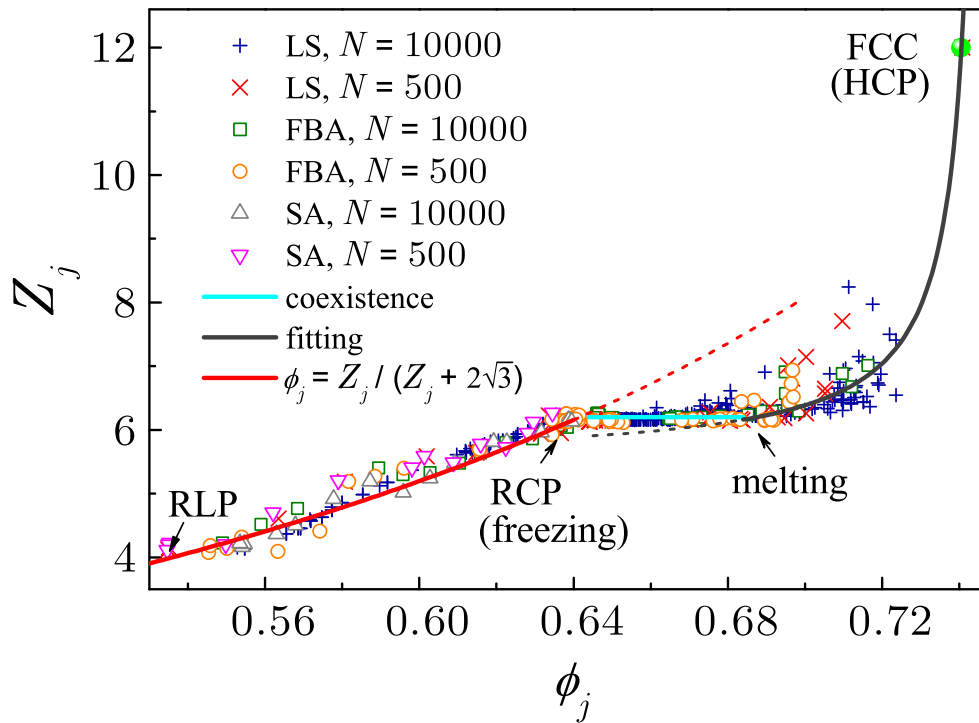 LS, N = 10000
LS, N = 500
FBA, N = 10000
FBA, N = 500
SA, N = 10000
SA, N = 500
coexistence
fitting
ϕ_j = Z_j / (Z_j + 2√3)
FCC
(HCP)
RLP
RCP
(freezing)
melting
Z_j
12
10
8
6
4
0.56
0.60
0.64
0.68
0.72
ϕ_j